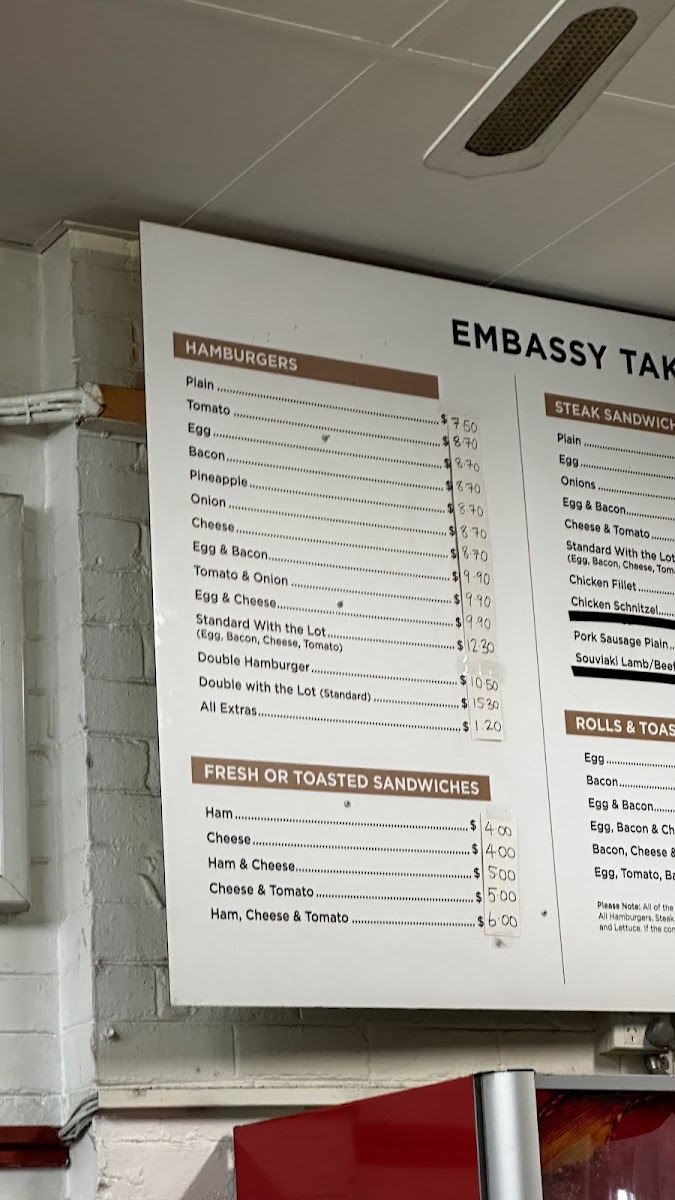 EMBASSY
HAMBURGERS
Plain $ 7 50
Tomato $ 8.70
Egg $ 8.70
Bacon $ 8.70
Pineapple $ 8.70
Onion $ 8.70
Cheese $ 8.70
Egg & Bacon $ 9.90
Tomato & Onion $ 9.90
Egg & Cheese $ 9.90
Standard With the Lot $ 12.30
(Egg, Bacon, Cheese, Tomato)
Double Hamburger $ 10.50
Double with the Lot (Standard) $ 15.30
All Extras $ 1.20
FRESH OR TOASTED SANDWICHES
Ham $ 4.00
Cheese $ 4.00
Ham & Cheese $ 5.00
Cheese & Tomato $ 5.00
Ham, Cheese & Tomato $ 6.00
STEAK
Plain
Egg
Onions
Egg & Bacon
Cheese & Tomato
Standard With the Lot
(Egg, Bacon, Cheese,
Chicken Fillet
Chicken Schnitzel
Pork Sausage Plain
Souvlaki Lamb/Beef
ROLLS &
Egg
Bacon
Egg & Bacon
Egg, Bacon &
Bacon, Cheese &
Egg, Tomato,
Please Note: All of the
All Hamburgers, Steak
and Lettuce. If the